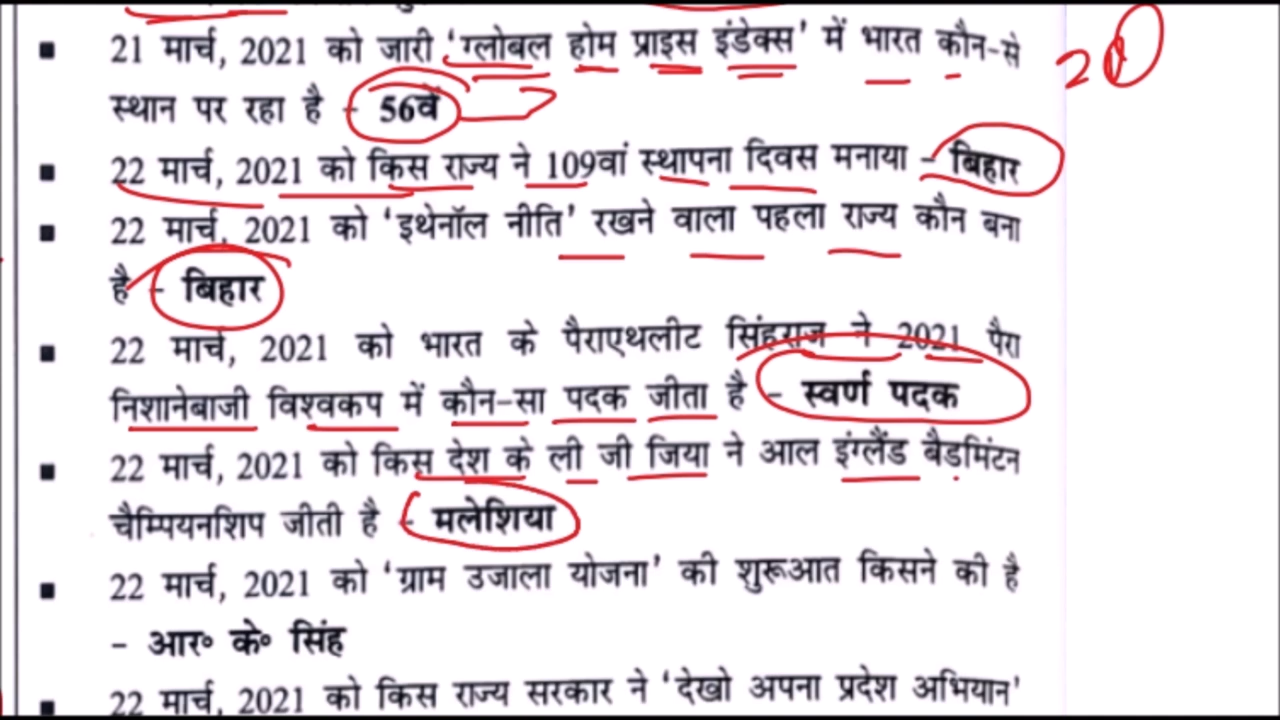 21 मार्च, 2021 को जारी 'ग्लोबल होम प्राइस इंडेक्स' में भारत कौन-से
स्थान पर रहा है - 56वें
22 मार्च, 2021 को किस राज्य ने 109वां स्थापना दिवस मनाया - बिहार
22 मार्च, 2021 को 'इथेनॉल नीति' रखने वाला पहला राज्य कौन बना
है - बिहार
22 मार्च, 2021 को भारत के पैराएथलीट सिंहराज ने 2021 पैरा
निशानेबाजी विश्वकप में कौन-सा पदक जीता है - स्वर्ण पदक
22 मार्च, 2021 को किस देश के ली जी जिया ने आल इंग्लैंड बैडमिंटन
चैम्पियनशिप जीती है - मलेशिया
22 मार्च, 2021 को 'ग्राम उजाला योजना' की शुरूआत किसने की है
- आर॰ के॰ सिंह
22 मार्च, 2021 को किस राज्य सरकार ने 'देखो अपना प्रदेश अभियान'